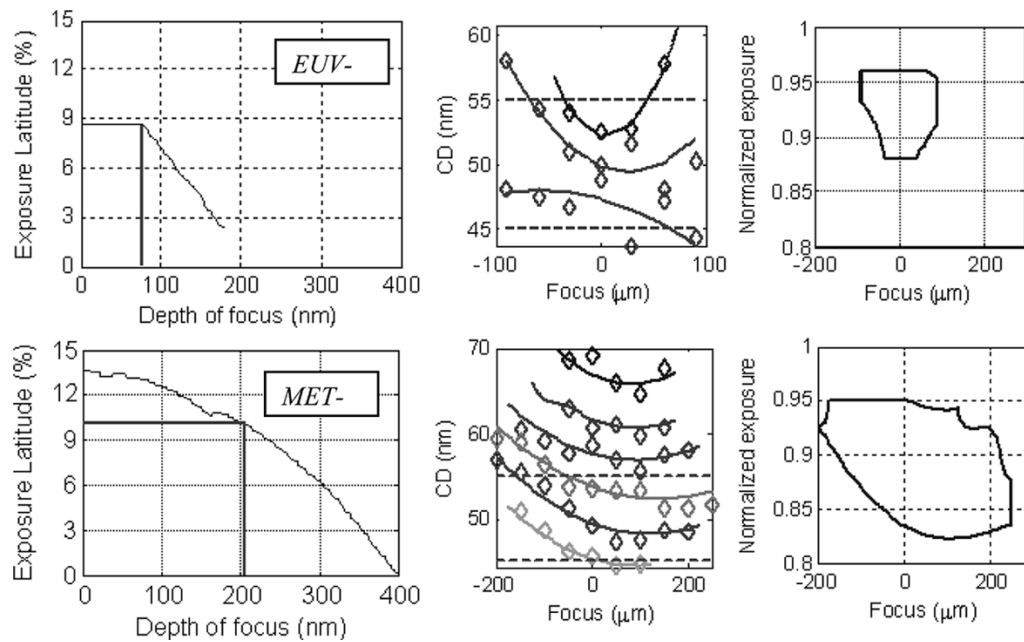 Exposure Latitude (%)
15
12
9
6
3
0
EUV-
0 100 200 300 400
Depth of focus (nm)
CD (nm)
60
55
50
45
-100 0 100
Focus (μm)
Normalized exposure
1
0.95
0.9
0.85
0.8
-200 0 200
Focus (μm)
Exposure Latitude (%)
15
12
9
6
3
0
MET-
0 100 200 300 400
Depth of focus (nm)
CD (nm)
70
60
50
-200 0 200
Focus (μm)
Normalized exposure
1
0.95
0.9
0.85
0.8
-200 0 200
Focus (μm)